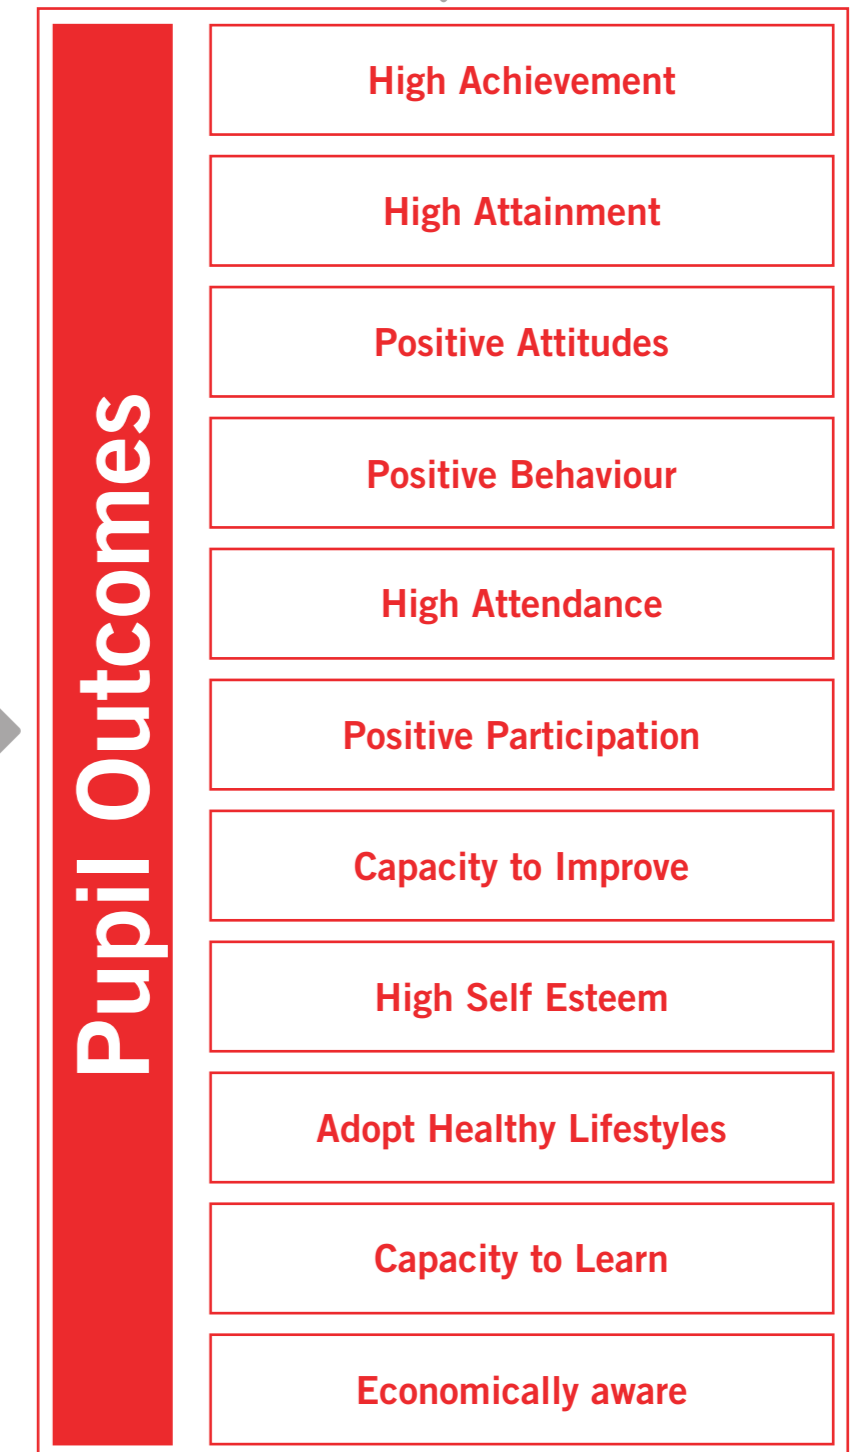 Pupil Outcomes
High Achievement
High Attainment
Positive Attitudes
Positive Behaviour
High Attendance
Positive Participation
Capacity to Improve
High Self Esteem
Adopt Healthy Lifestyles
Capacity to Learn
Economically aware